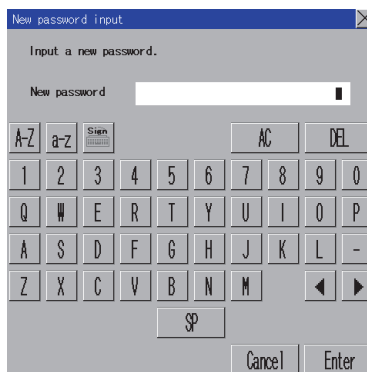 New password input
Input a new password.
New password
A-Z a-z Sign AC DEL
1 2 3 4 5 6 7 8 9 0
Q W E R T Y U I O P
A S D F G H J K L -
Z X C V B N M
SP
Cancel Enter